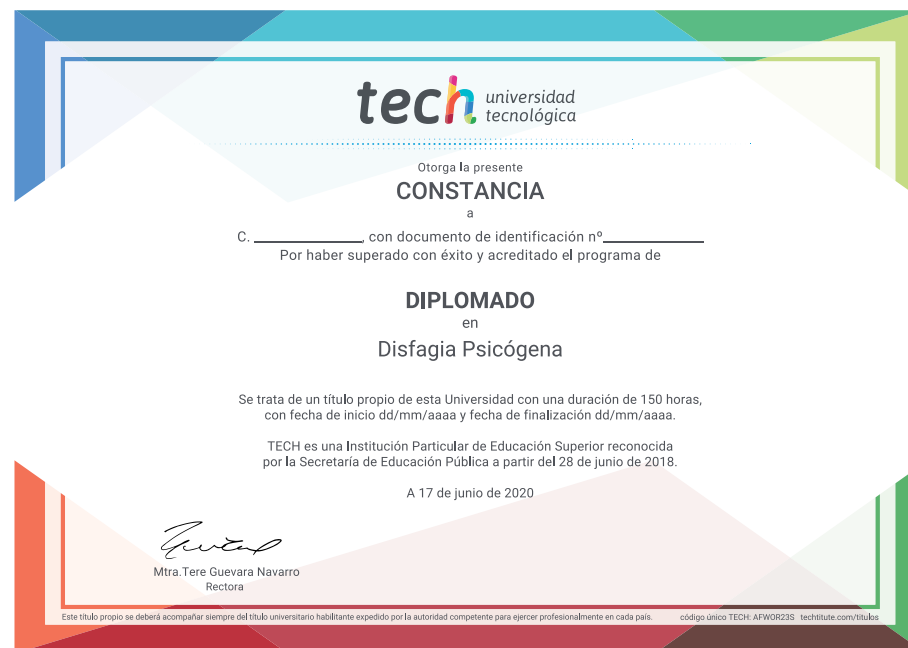 tech universidad
tecnológica
Otorga la presente
CONSTANCIA
a
C. ____________, con documento de identificación nº____________
Por haber superado con éxito y acreditado el programa de
DIPLOMADO
en
Disfagia Psicógena
Se trata de un título propio de esta Universidad con una duración de 150 horas,
con fecha de inicio dd/mm/aaaa y fecha de finalización dd/mm/aaaa.
TECH es una Institución Particular de Educación Superior reconocida
por la Secretaría de Educación Pública a partir del 28 de junio de 2018.
A 17 de junio de 2020
Mtra.Tere Guevara Navarro
Rectora
Este título propio se deberá acompañar siempre del título universitario habilitante expedido por la autoridad competente para ejercer profesionalmente en cada país. código único TECH: AFWOR23S techtitute.com/titulos